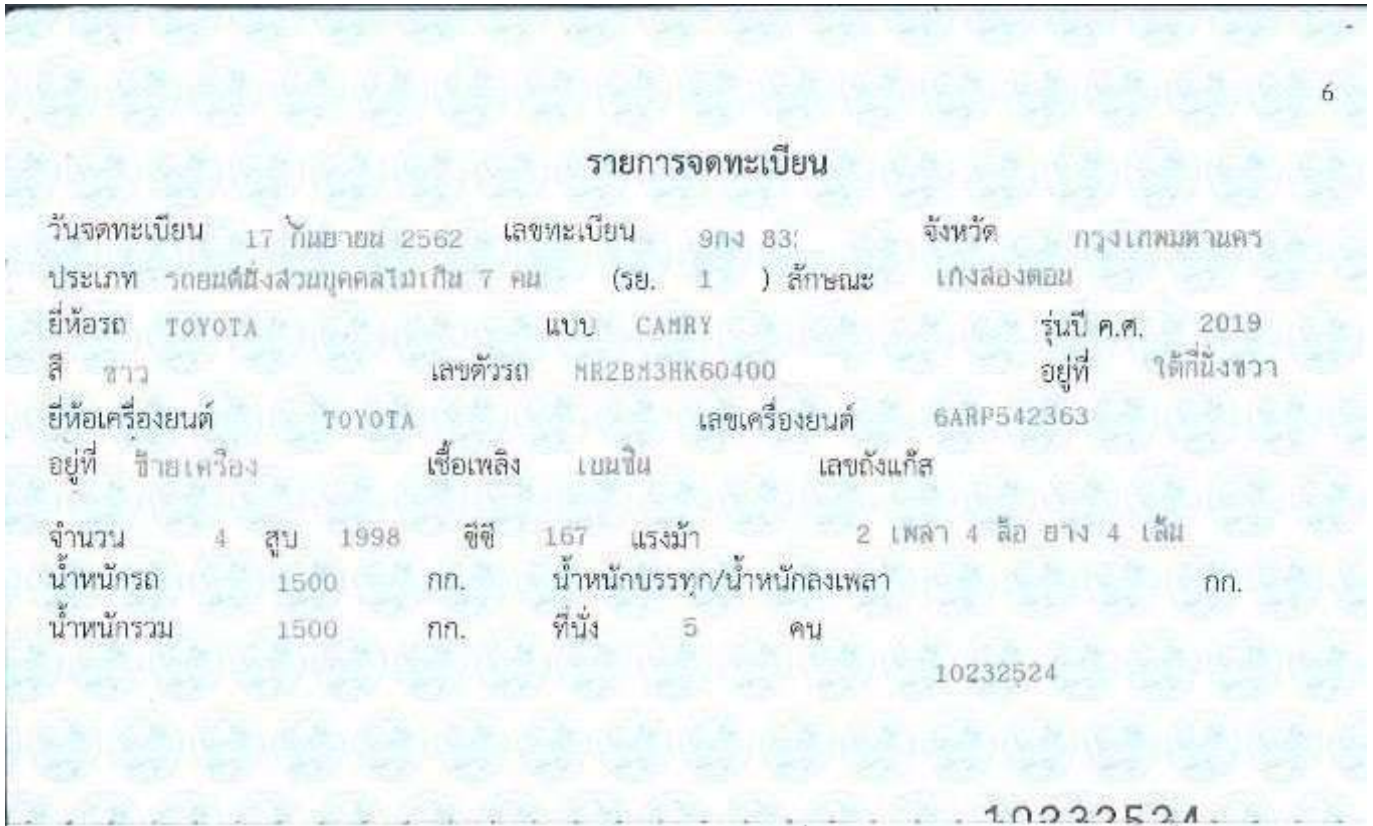 6
รายการจดทะเบียน
วันจดทะเบียน 17 กันยายน 2562 เลขทะเบียน 9กง 83 จังหวัด กรุงเทพมหานคร
ประเภท รถยนต์นั่งส่วนบุคคลไม่เกิน 7 คน (รย. 1 ) ลักษณะ เก๋งสองตอน
ยี่ห้อรถ TOYOTA แบบ CAMRY รุ่นปี ค.ศ. 2019
สี ขาว เลขตัวรถ MR2BM3HK60400 อยู่ที่ ใต้ที่นั่งขวา
ยี่ห้อเครื่องยนต์ TOYOTA เลขเครื่องยนต์ 6ARP542363
อยู่ที่ ซ้ายเครื่อง เชื้อเพลิง เบนซิน เลขถังแก๊ส
จำนวน 4 สูบ 1998 ซีซี 167 แรงม้า 2 เพลา 4 ล้อ ยาง 4 เส้น
น้ำหนักรถ 1500 กก. น้ำหนักบรรทุก/น้ำหนักลงเพลา กก.
น้ำหนักรวม 1500 กก. ที่นั่ง 5 คน
10232524
10232524